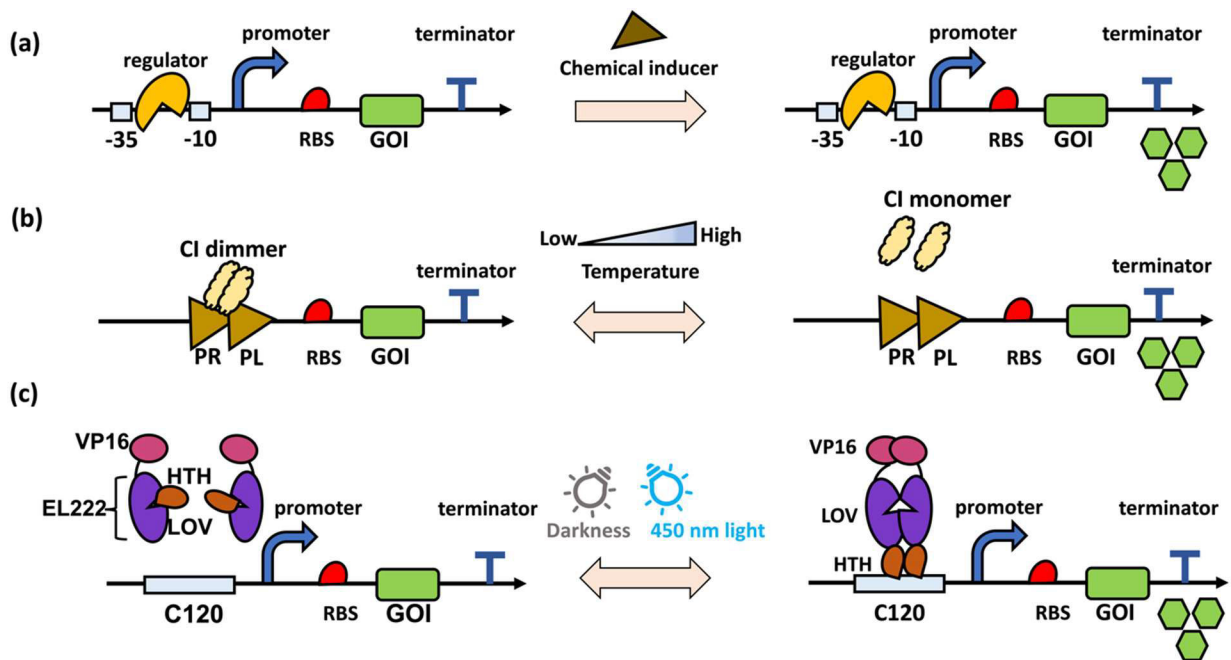 (a)
promoter
terminator
regulator
-35
-10
RBS
GOI
Chemical inducer
promoter
terminator
regulator
-35
-10
RBS
GOI
(b)
CI dimmer
terminator
PR
PL
RBS
GOI
Low
High
Temperature
CI monomer
terminator
PR
PL
RBS
GOI
(c)
VP16
HTH
EL222
LOV
promoter
terminator
C120
RBS
GOI
Darkness
450 nm light
VP16
LOV
HTH
promoter
terminator
C120
RBS
GOI